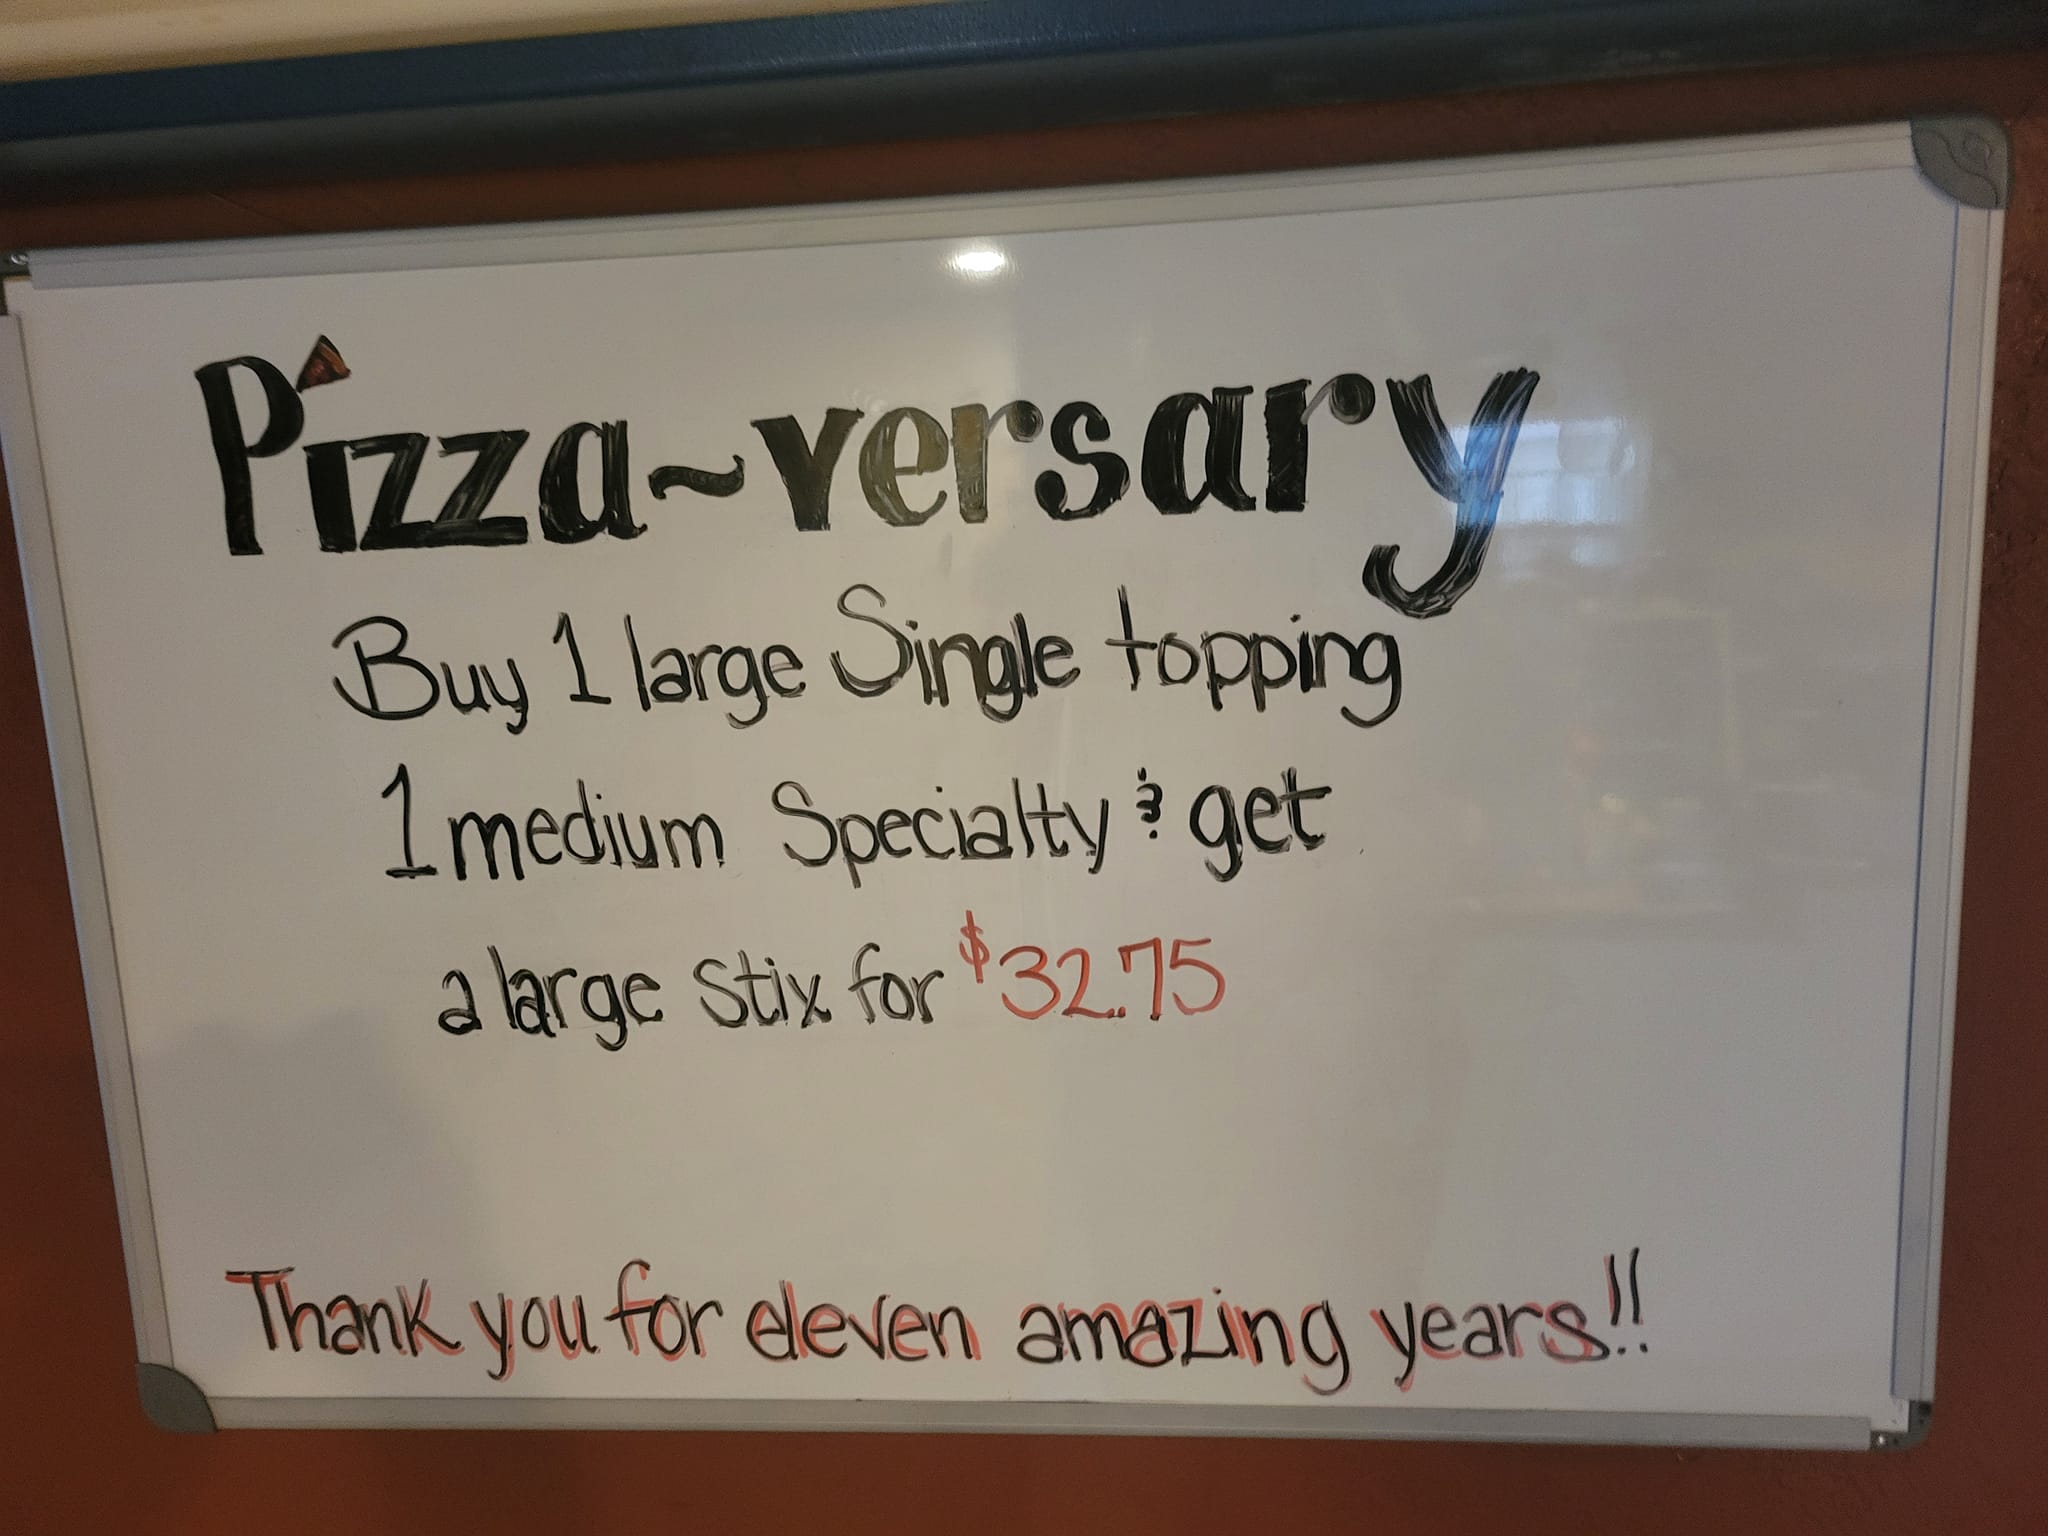 Pizza~versary
Buy 1 large Single topping
1 medium Specialty & get
a large Stix for $32.75
Thank you for eleven amazing years!!